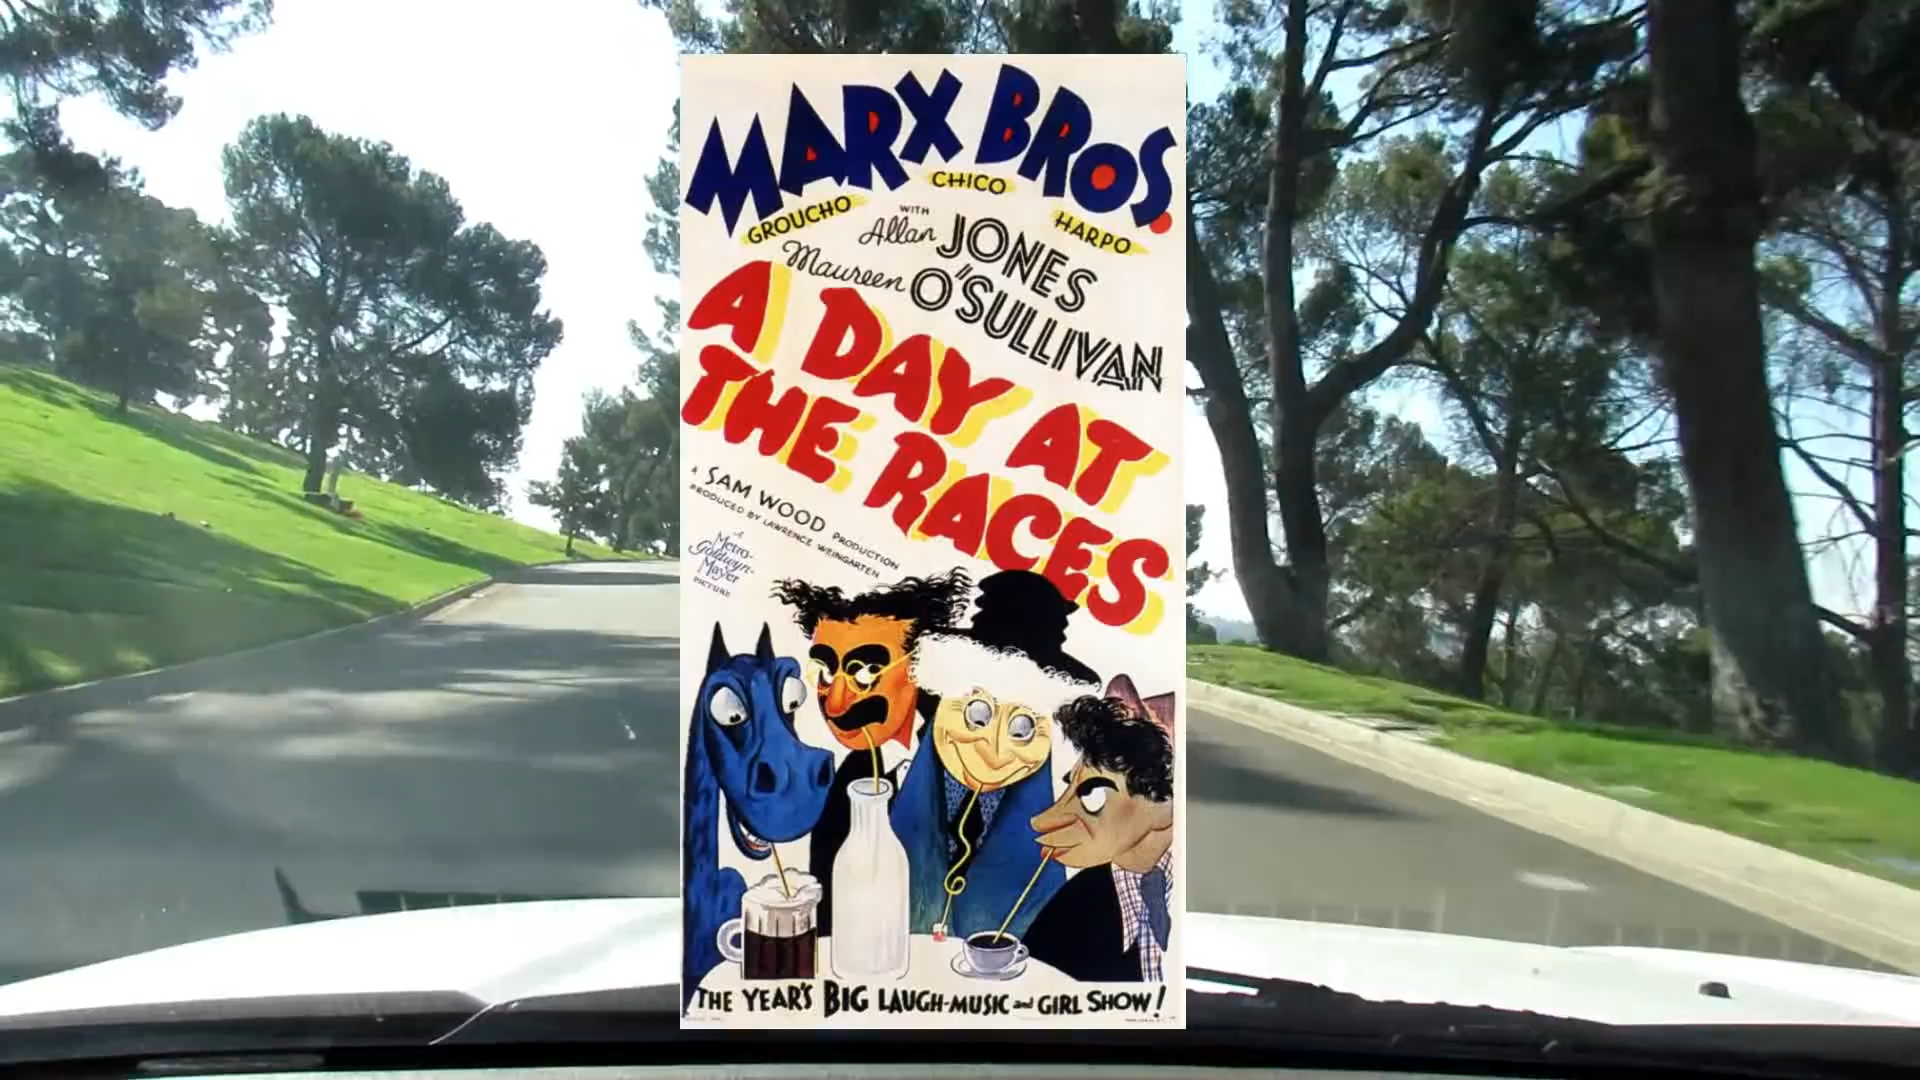 MARX BROS.
GROUCHO CHICO HARPO
WITH
Allan JONES
Maureen O'SULLIVAN
A DAY AT
THE RACES
A SAM WOOD PRODUCTION
PRODUCED BY LAWRENCE WEINGARTEN
A
Metro-
Goldwyn-
Mayer
PICTURE
THE YEAR'S BIG LAUGH-MUSIC and GIRL SHOW!